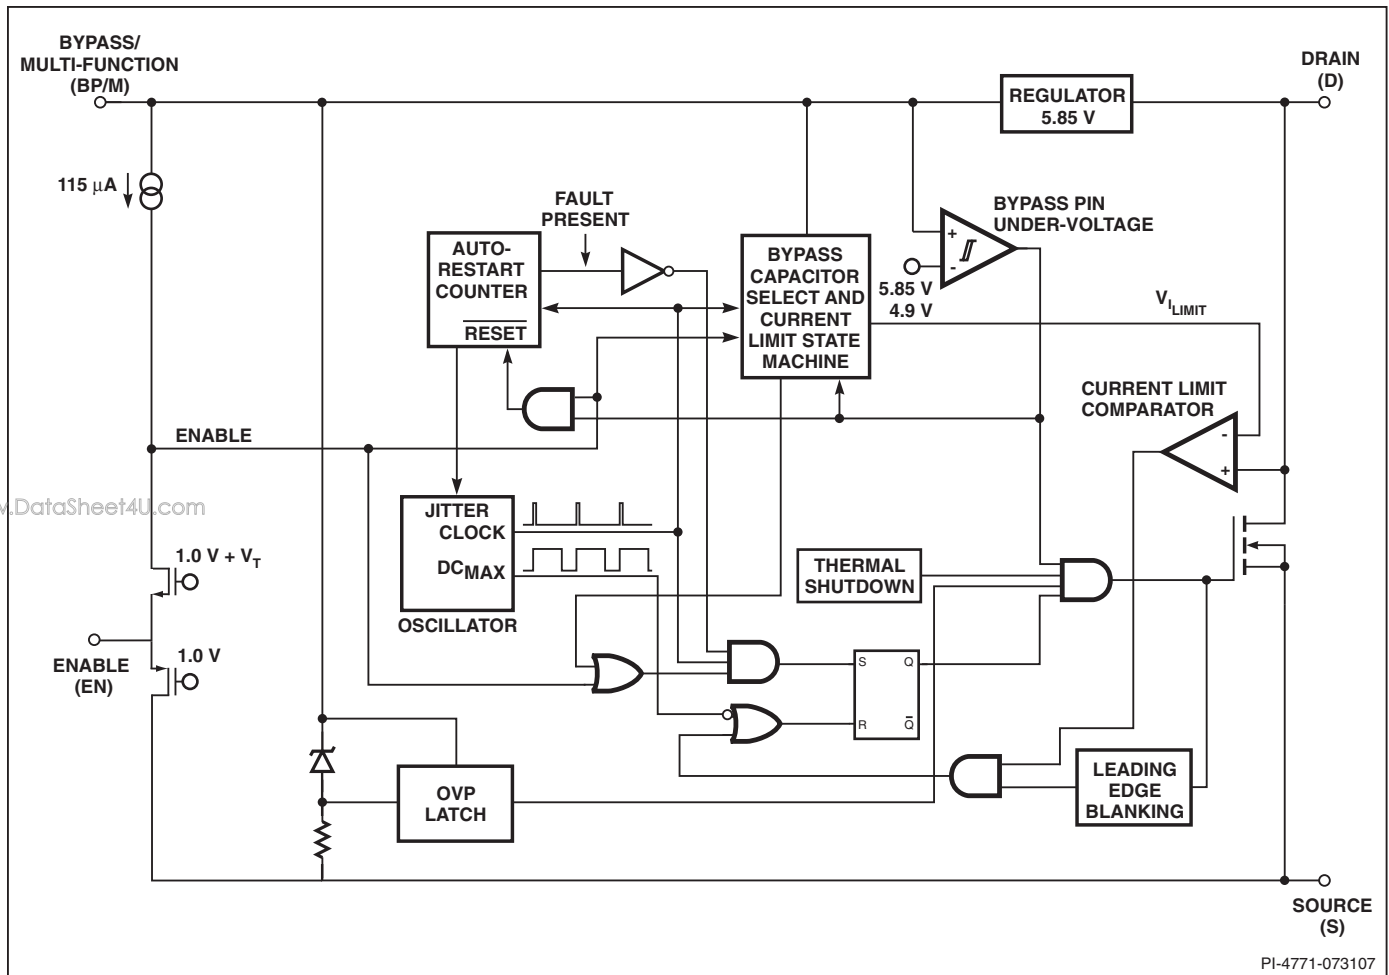 BYPASS/
MULTI-FUNCTION
(BP/M)
DRAIN
(D)
REGULATOR
5.85 V
115 μA
FAULT
PRESENT
BYPASS PIN
UNDER-VOLTAGE
AUTO-
RESTART
COUNTER
RESET
BYPASS
CAPACITOR
SELECT AND
CURRENT
LIMIT STATE
MACHINE
+
-
5.85 V
4.9 V
VILIMIT
CURRENT LIMIT
COMPARATOR
-
+
ENABLE
w.DataSheet4U.com
JITTER
CLOCK
DCMAX
OSCILLATOR
1.0 V + VT
THERMAL
SHUTDOWN
ENABLE
(EN)
1.0 V
S Q
R Q̅
OVP
LATCH
LEADING
EDGE
BLANKING
SOURCE
(S)
PI-4771-073107